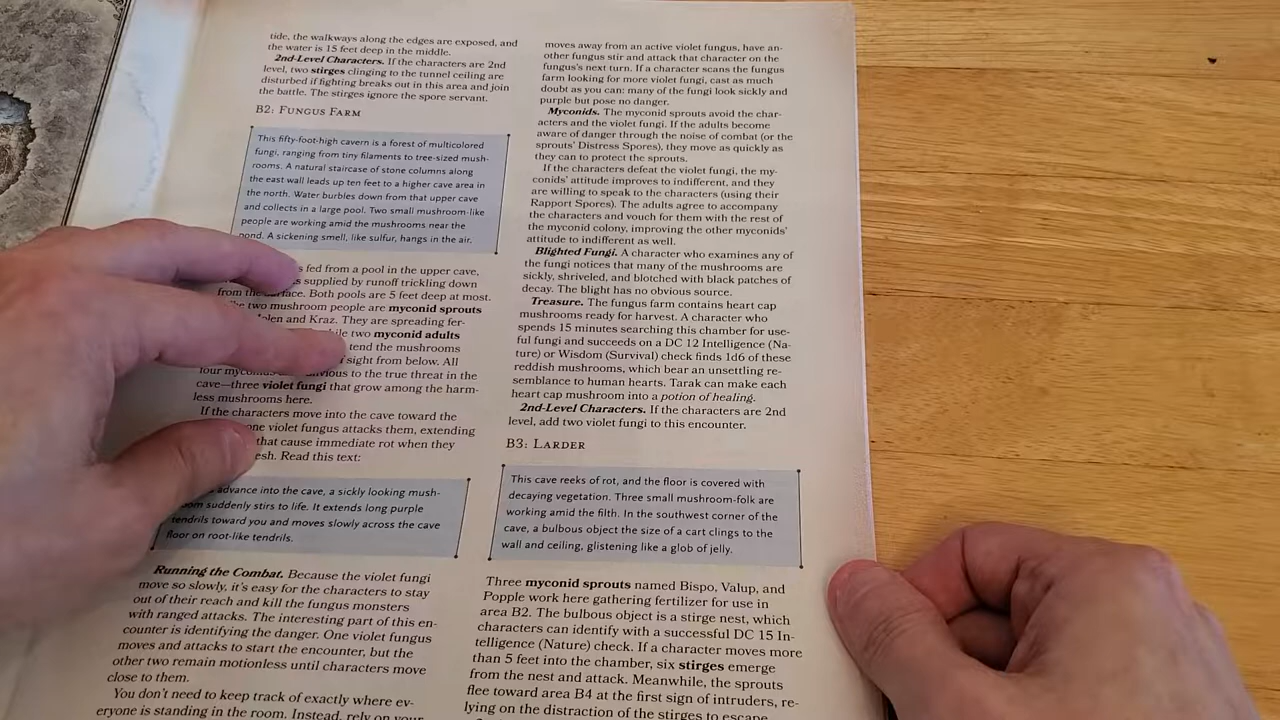 tide, the walkways along the edges are exposed, and
the water is 15 feet deep in the middle.
2nd-Level Characters. If the characters are 2nd
level, two stirges clinging to the tunnel ceiling are
disturbed if fighting breaks out in this area and join
the battle. The stirges ignore the spore servant.
B2: Fungus Farm
This fifty-foot-high cavern is a forest of multicolored
fungi, ranging from tiny filaments to tree-sized mush-
rooms. A natural staircase of stone columns along
the east wall leads up ten feet to a higher cave area in
the north. Water burbles down from that upper cave
and collects in a large pool. Two small mushroom-like
people are working amid the mushrooms near the
pond. A sickening smell, like sulfur, hangs in the air.
fed from a pool in the upper cave,
supplied by runoff trickling down
from the surface. Both pools are 5 feet deep at most.
two mushroom people are myconid sprouts
and Kraz. They are spreading fer-
two myconid adults
tend the mushrooms
sight from below. All
four to the true threat in the
cave—three violet fungi that grow among the harm-
less mushrooms here.
If the characters move into the cave toward the
one violet fungus attacks them, extending
that cause immediate rot when they
Read this text:
advance into the cave, a sickly looking mush-
suddenly stirs to life. It extends long purple
tendrils toward you and moves slowly across the cave
floor on root-like tendrils.
Running the Combat. Because the violet fungi
move so slowly, it's easy for the characters to stay
out of their reach and kill the fungus monsters
with ranged attacks. The interesting part of this en-
counter is identifying the danger. One violet fungus
moves and attacks to start the encounter, but the
other two remain motionless until characters move
close to them.
You don't need to keep track of exactly where ev-
eryone is standing in the room. Instead, rely on your
moves away from an active violet fungus, have an-
other fungus stir and attack that character on the
fungus's next turn. If a character scans the fungus
farm looking for more violet fungi, cast as much
doubt as you can: many of the fungi look sickly and
purple but pose no danger.
Myconids. The myconid sprouts avoid the char-
acters and the violet fungi. If the adults become
aware of danger through the noise of combat (or the
sprouts' Distress Spores), they move as quickly as
they can to protect the sprouts.
If the characters defeat the violet fungi, the my-
conids' attitude improves to indifferent, and they
are willing to speak to the characters (using their
Rapport Spores). The adults agree to accompany
the characters and vouch for them with the rest of
the myconid colony, improving the other myconids'
attitude to indifferent as well.
Blighted Fungi. A character who examines any of
the fungi notices that many of the mushrooms are
sickly, shriveled, and blotched with black patches of
decay. The blight has no obvious source.
Treasure. The fungus farm contains heart cap
mushrooms ready for harvest. A character who
spends 15 minutes searching this chamber for use-
ful fungi and succeeds on a DC 12 Intelligence (Na-
ture) or Wisdom (Survival) check finds 1d6 of these
reddish mushrooms, which bear an unsettling re-
semblance to human hearts. Tarak can make each
heart cap mushroom into a potion of healing.
2nd-Level Characters. If the characters are 2nd
level, add two violet fungi to this encounter.
B3: Larder
This cave reeks of rot, and the floor is covered with
decaying vegetation. Three small mushroom-folk are
working amid the filth. In the southwest corner of the
cave, a bulbous object the size of a cart clings to the
wall and ceiling, glistening like a glob of jelly.
Three myconid sprouts named Bispo, Valup, and
Popple work here gathering fertilizer for use in
area B2. The bulbous object is a stirge nest, which
characters can identify with a successful DC 15 In-
telligence (Nature) check. If a character moves more
than 5 feet into the chamber, six stirges emerge
from the nest and attack. Meanwhile, the sprouts
flee toward area B4 at the first sign of intruders, re-
lying on the distraction of the stirges to escape.